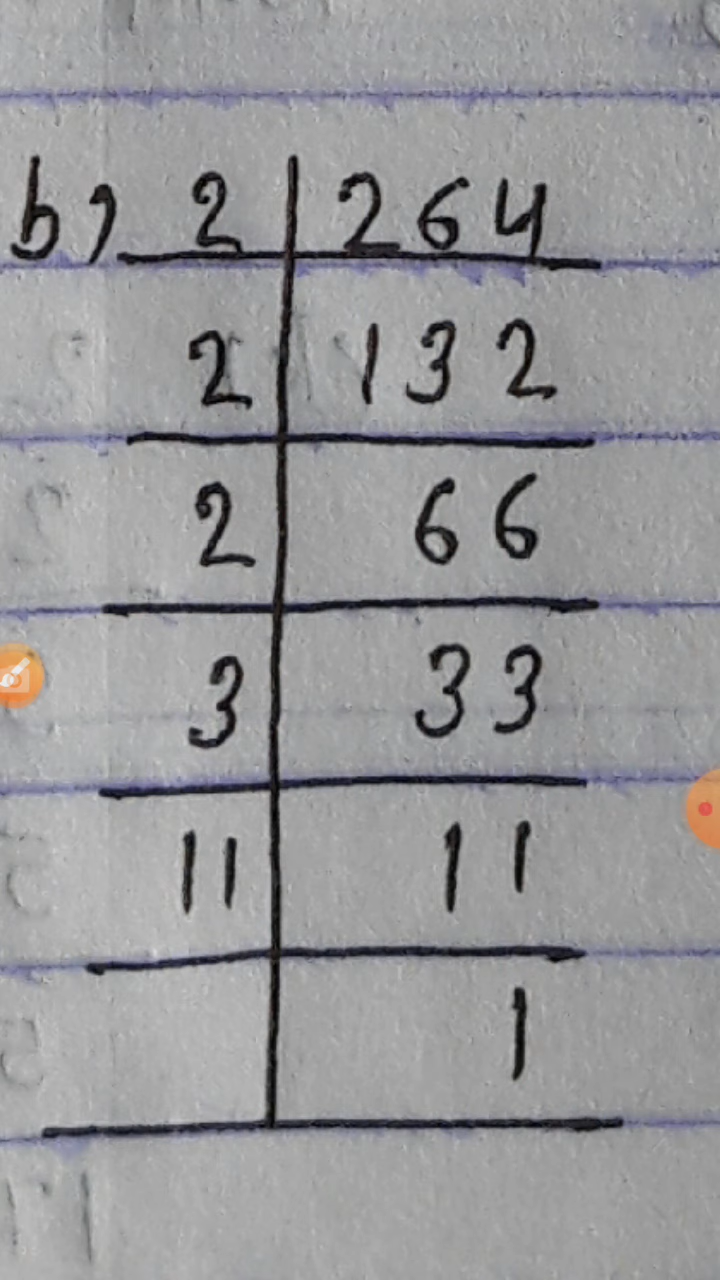 b) 2 | 264
2 | 132
2 | 66
3 | 33
11 | 11
| 1